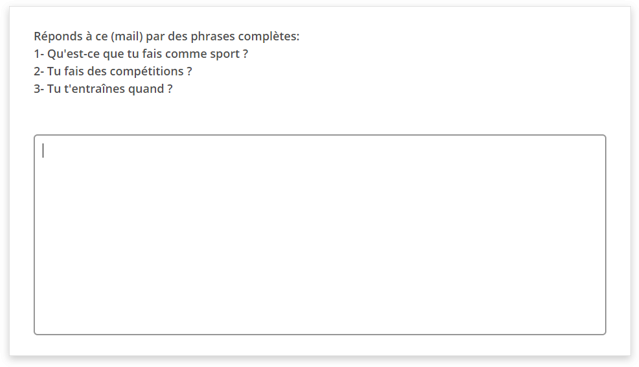 Réponds à ce (mail) par des phrases complètes:
1- Qu'est-ce que tu fais comme sport ?
2- Tu fais des compétitions ?
3- Tu t'entraînes quand ?